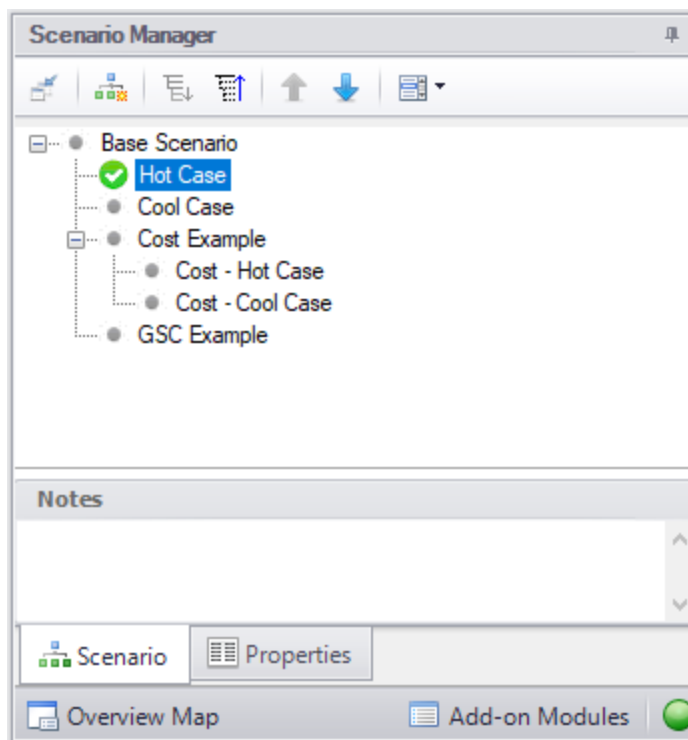 Scenario Manager
Base Scenario
Hot Case
Cool Case
Cost Example
Cost - Hot Case
Cost - Cool Case
GSC Example
Notes
Scenario Properties
Overview Map Add-on Modules